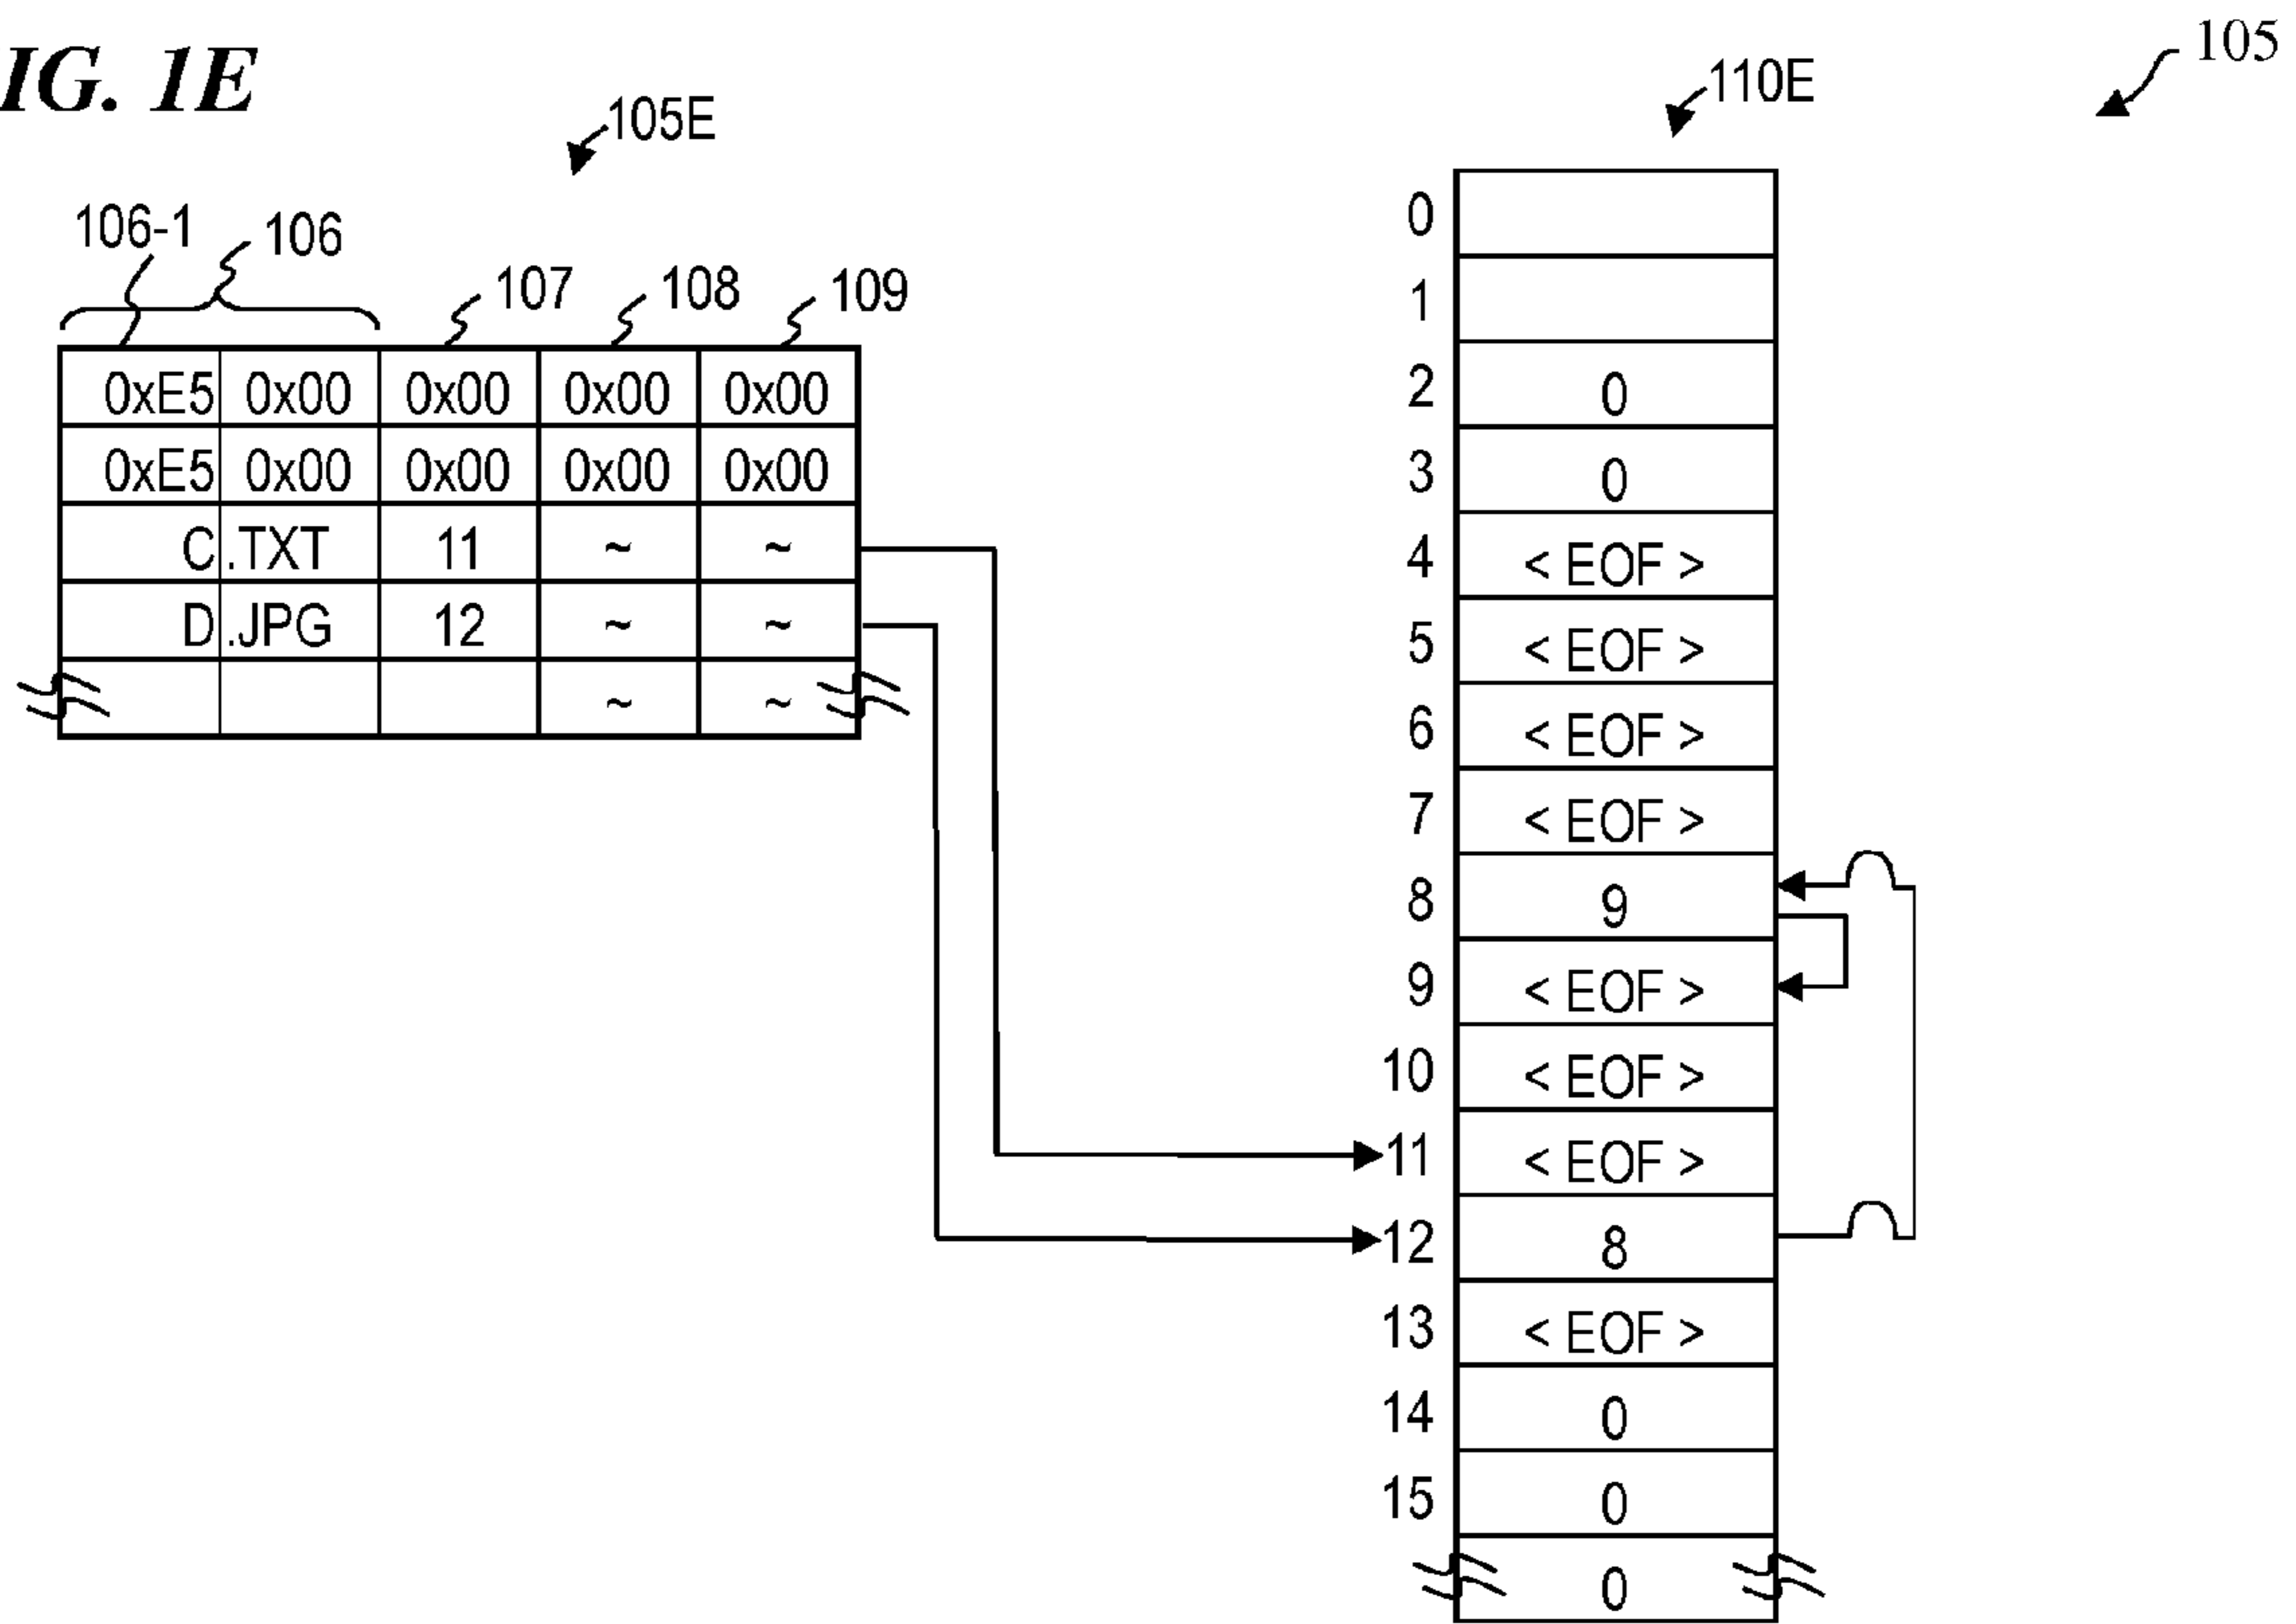 IG. 1E
105
105E
110E
106-1 106 107 108 109
0xE5 0x00 0x00 0x00 0x00
0xE5 0x00 0x00 0x00 0x00
C .TXT 11 ~ ~
D .JPG 12 ~ ~
~ ~
0
1
2 0
3 0
4 < EOF >
5 < EOF >
6 < EOF >
7 < EOF >
8 9
9 < EOF >
10 < EOF >
11 < EOF >
12 8
13 < EOF >
14 0
15 0
0